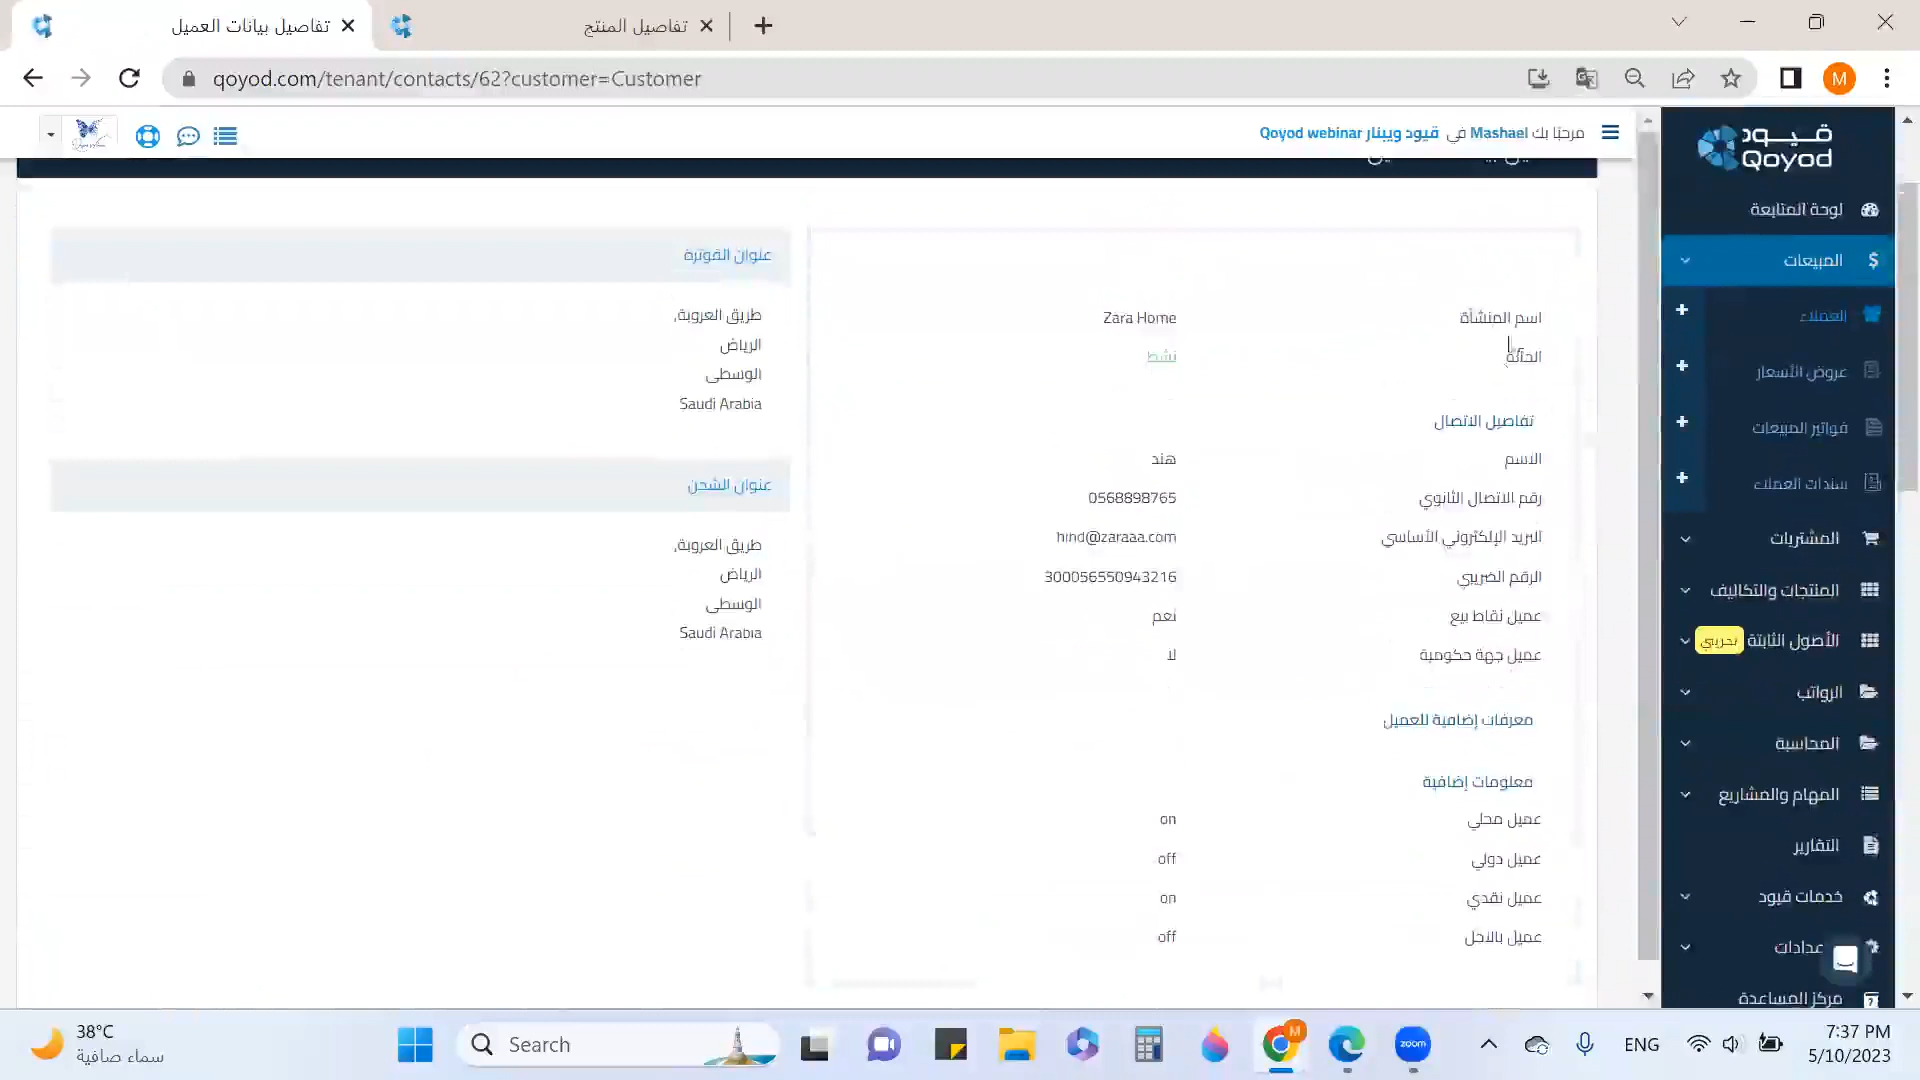 تفاصيل بيانات العميل
تفاصيل المنتج
qoyod.com/tenant/contacts/62?customer=Customer
M
مرحبًا بك Mashael في قيود ويبنار Qoyod webinar
قيود
Qoyod
لوحة المتابعة
المبيعات
العملاء
عروض الأسعار
فواتير المبيعات
سندات العملاء
المشتريات
المنتجات والتكاليف
الأصول الثابتة تجريبي
الرواتب
المحاسبة
المهام والمشاريع
التقارير
خدمات قيود
مركز المساعدة
اسم المنشأة Zara Home
الحالة نشط
تفاصيل الاتصال
الاسم هند
رقم الاتصال الثانوي 0568898765
البريد الإلكتروني الأساسي hind@zaraaa.com
الرقم الضريبي 300056550943216
عميل نقاط بيع نعم
عميل جهة حكومية لا
معرفات إضافية للعميل
معلومات إضافية
عميل محلي on
عميل دولي off
عميل نقدي on
عميل بالاجل off
عنوان الفوترة
طريق العروبة,
الرياض
الوسطى
Saudi Arabia
عنوان الشحن
طريق العروبة,
الرياض
الوسطى
Saudi Arabia
38°C
سماء صافية
Search
M
zoom
ENG
7:37 PM
5/10/2023